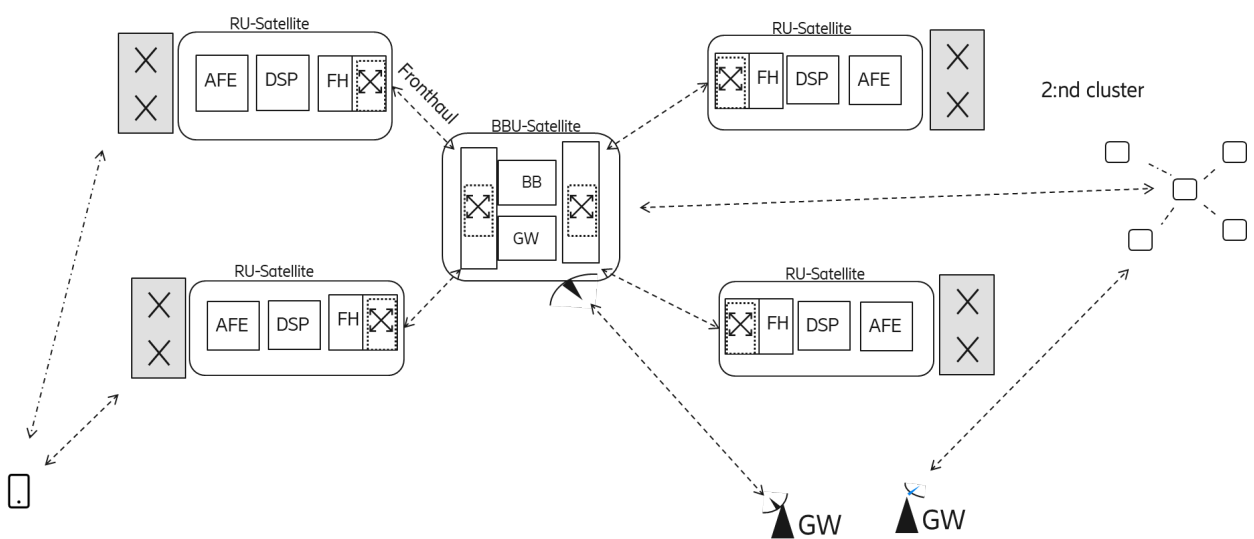 RU-Satellite
AFE
DSP
FH
Fronthaul
RU-Satellite
FH
DSP
AFE
2:nd cluster
BBU-Satellite
BB
GW
RU-Satellite
AFE
DSP
FH
RU-Satellite
FH
DSP
AFE
GW
GW